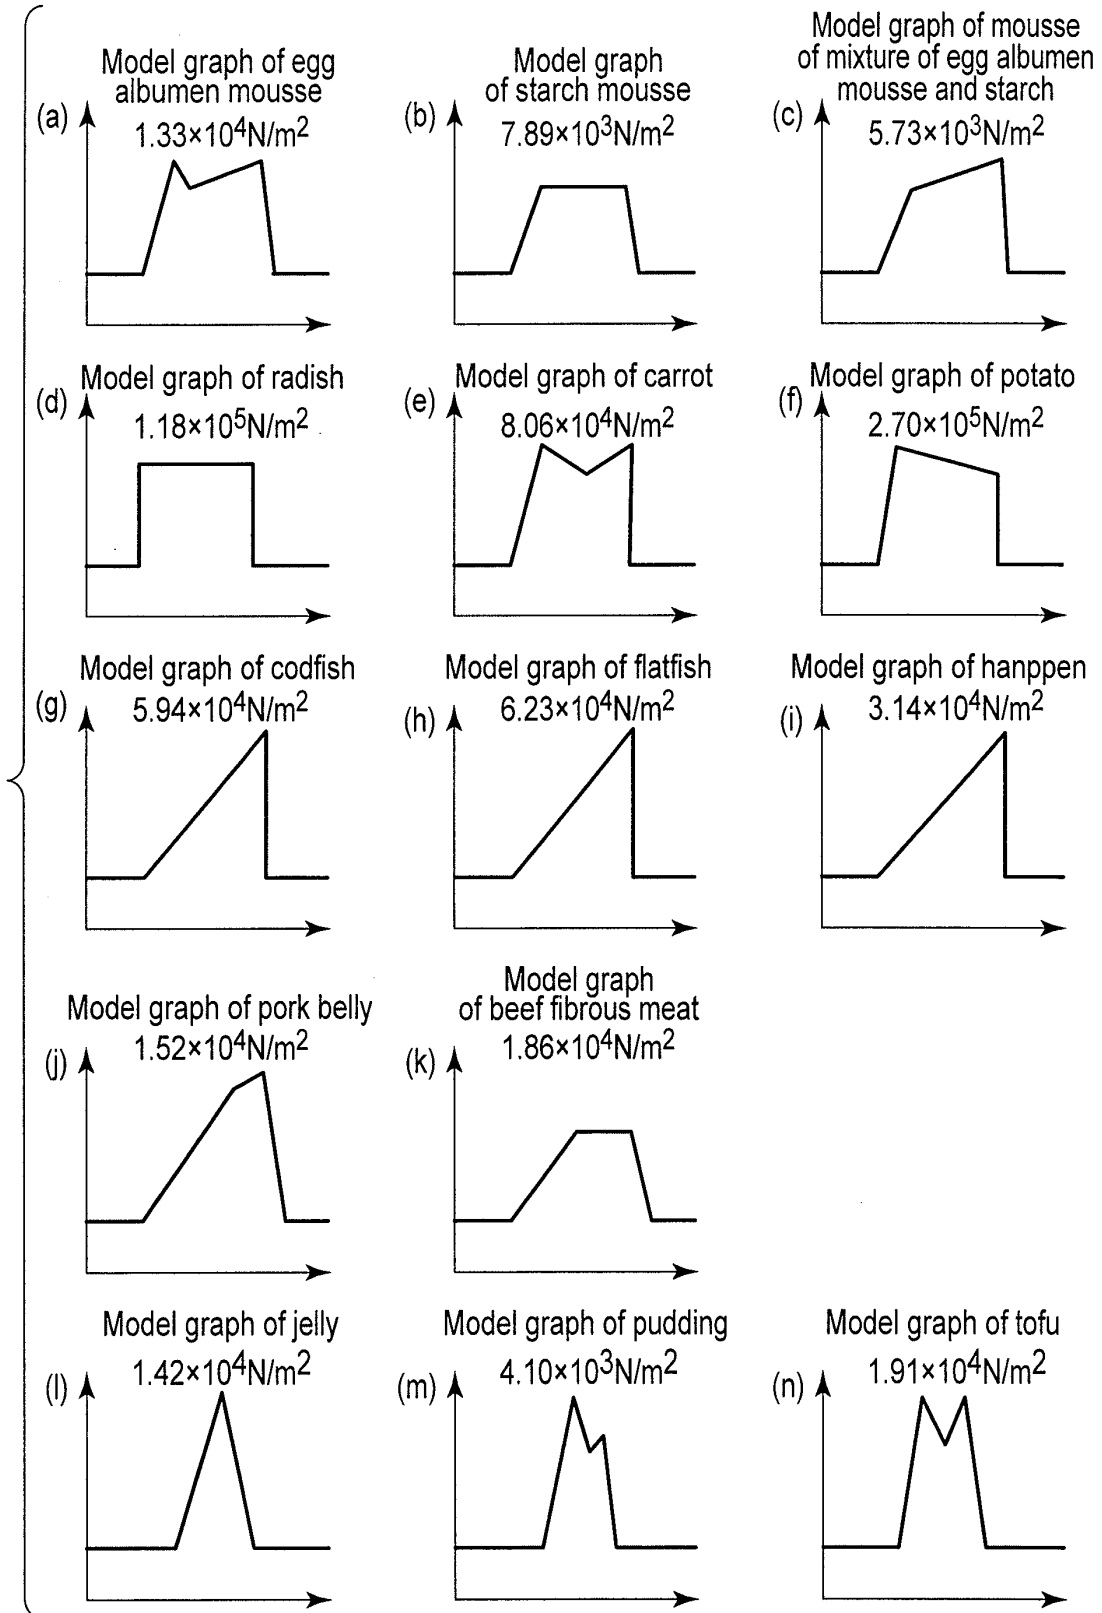 Model graph of egg
albumen mousse
(a)
1.33×10⁴N/m²
Model graph
of starch mousse
(b)
7.89×10³N/m²
Model graph of mousse
of mixture of egg albumen
mousse and starch
(c)
5.73×10³N/m²
Model graph of radish
(d)
1.18×10⁵N/m²
Model graph of carrot
(e)
8.06×10⁴N/m²
Model graph of potato
(f)
2.70×10⁵N/m²
Model graph of codfish
(g)
5.94×10⁴N/m²
Model graph of flatfish
(h)
6.23×10⁴N/m²
Model graph of hanppen
(i)
3.14×10⁴N/m²
Model graph of pork belly
(j)
1.52×10⁴N/m²
Model graph
of beef fibrous meat
(k)
1.86×10⁴N/m²
Model graph of jelly
(l)
1.42×10⁴N/m²
Model graph of pudding
(m)
4.10×10³N/m²
Model graph of tofu
(n)
1.91×10⁴N/m²